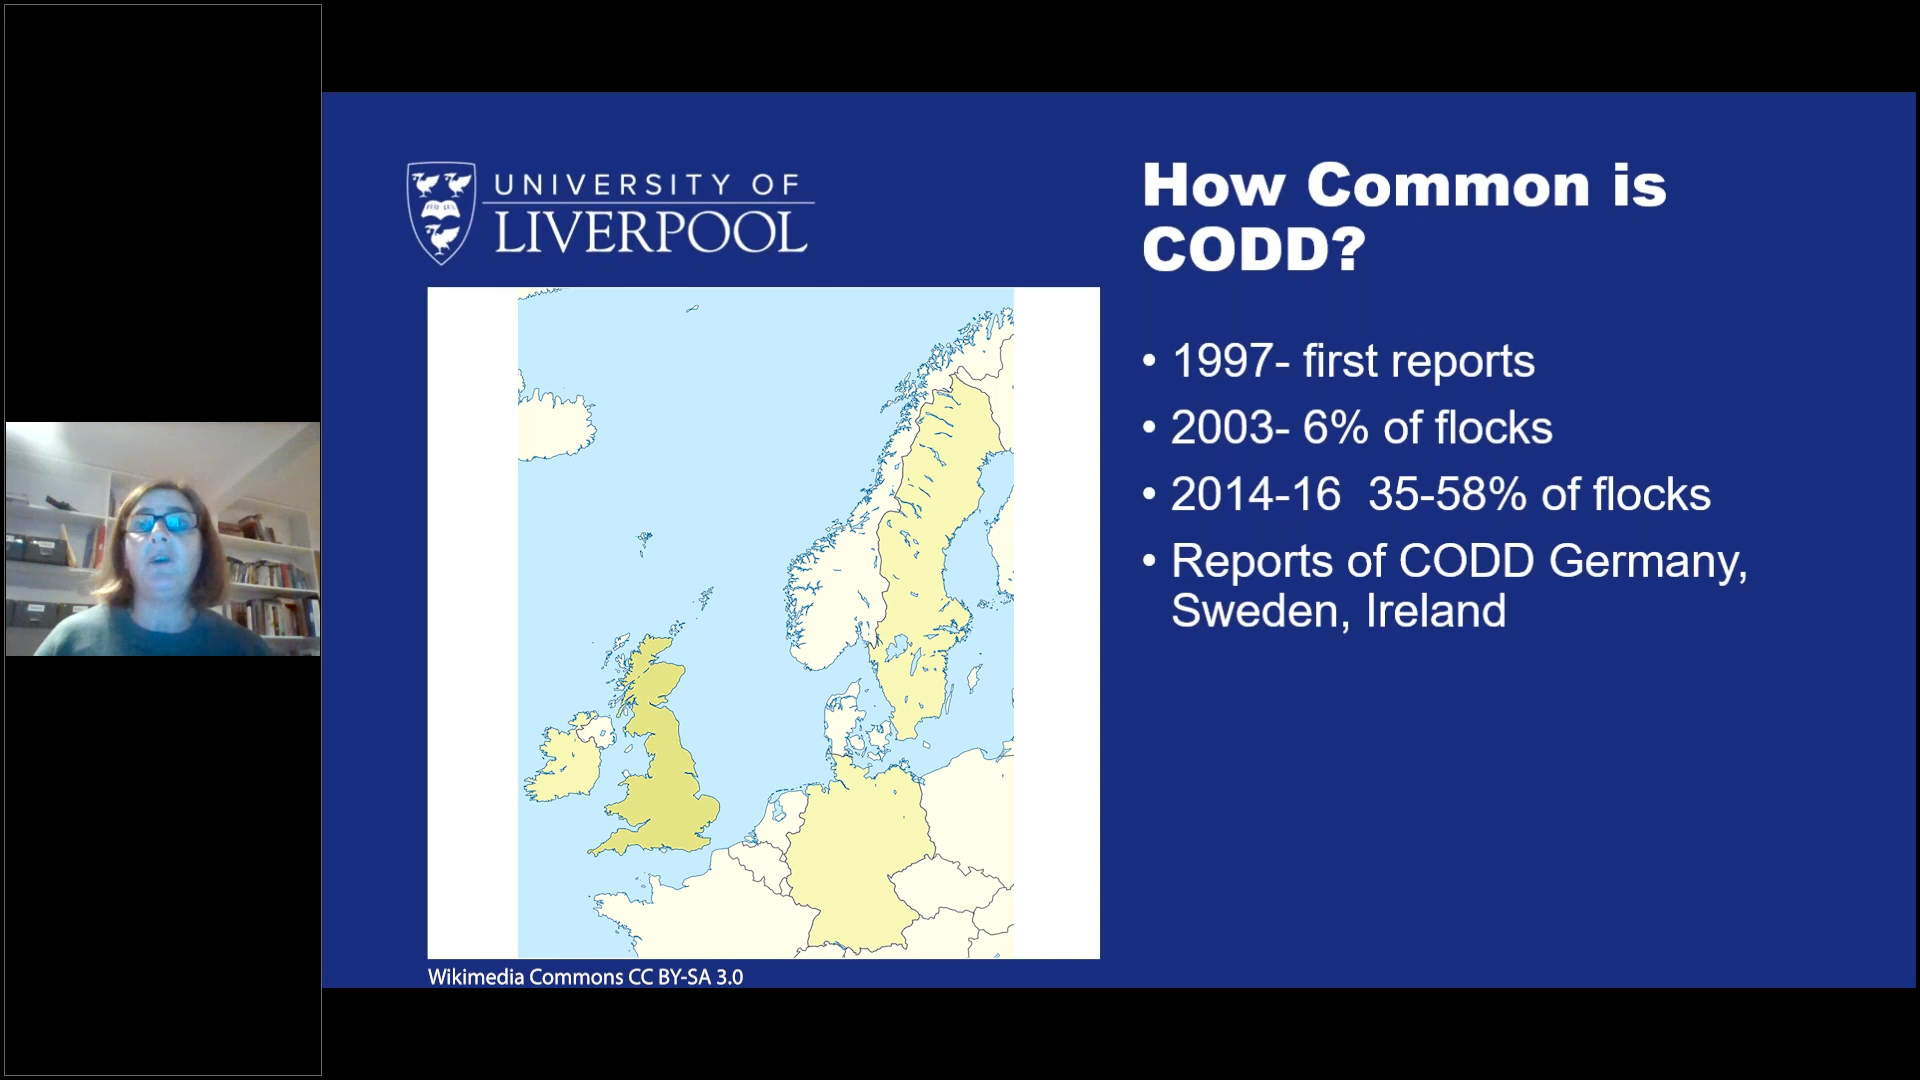 UNIVERSITY OF
LIVERPOOL
How Common is
CODD?
• 1997- first reports
• 2003- 6% of flocks
• 2014-16 35-58% of flocks
• Reports of CODD Germany,
Sweden, Ireland
Wikimedia Commons CC BY-SA 3.0